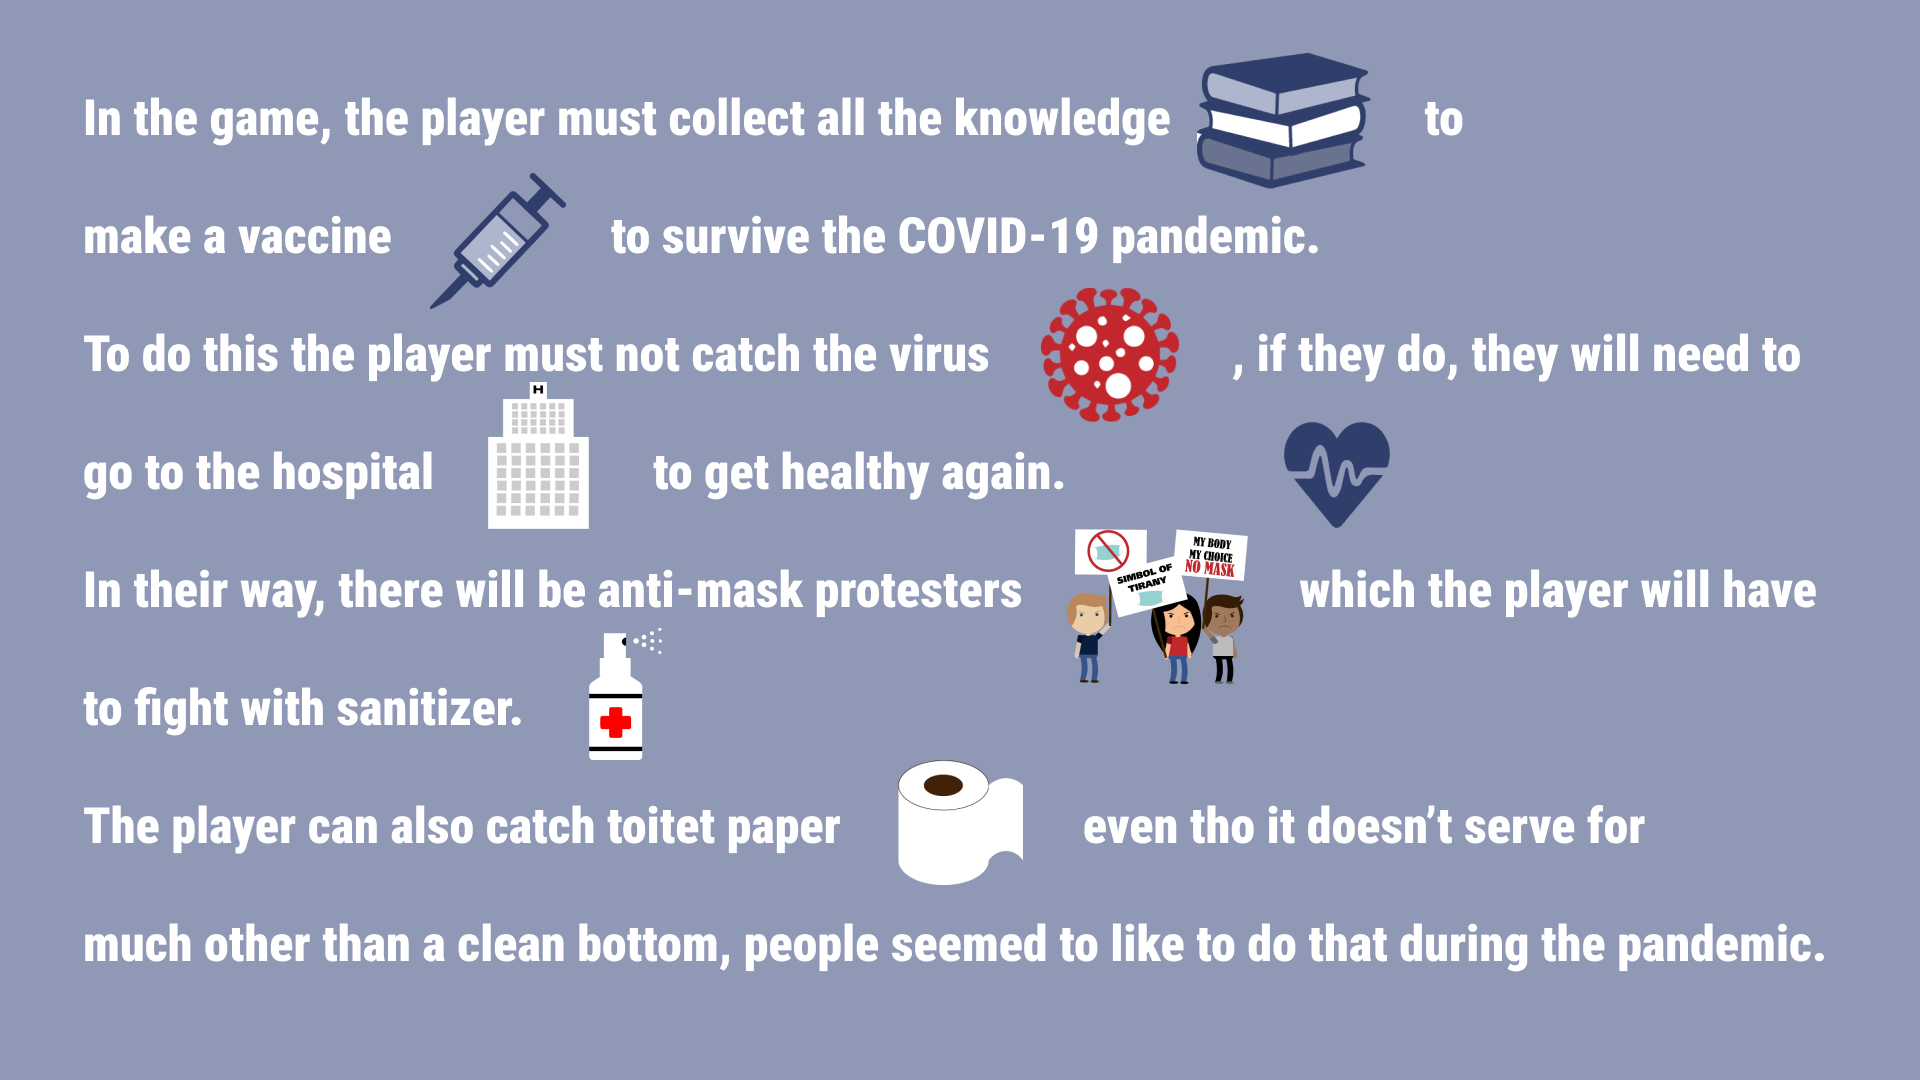 In the game, the player must collect all the knowledge to
make a vaccine to survive the COVID-19 pandemic.
To do this the player must not catch the virus , if they do, they will need to
H
go to the hospital to get healthy again.
MY BODY
MY CHOICE
NO MASK
SIMBOL OF
TIRANY
In their way, there will be anti-mask protesters which the player will have
to fight with sanitizer.
The player can also catch toitet paper even tho it doesn’t serve for
much other than a clean bottom, people seemed to like to do that during the pandemic.